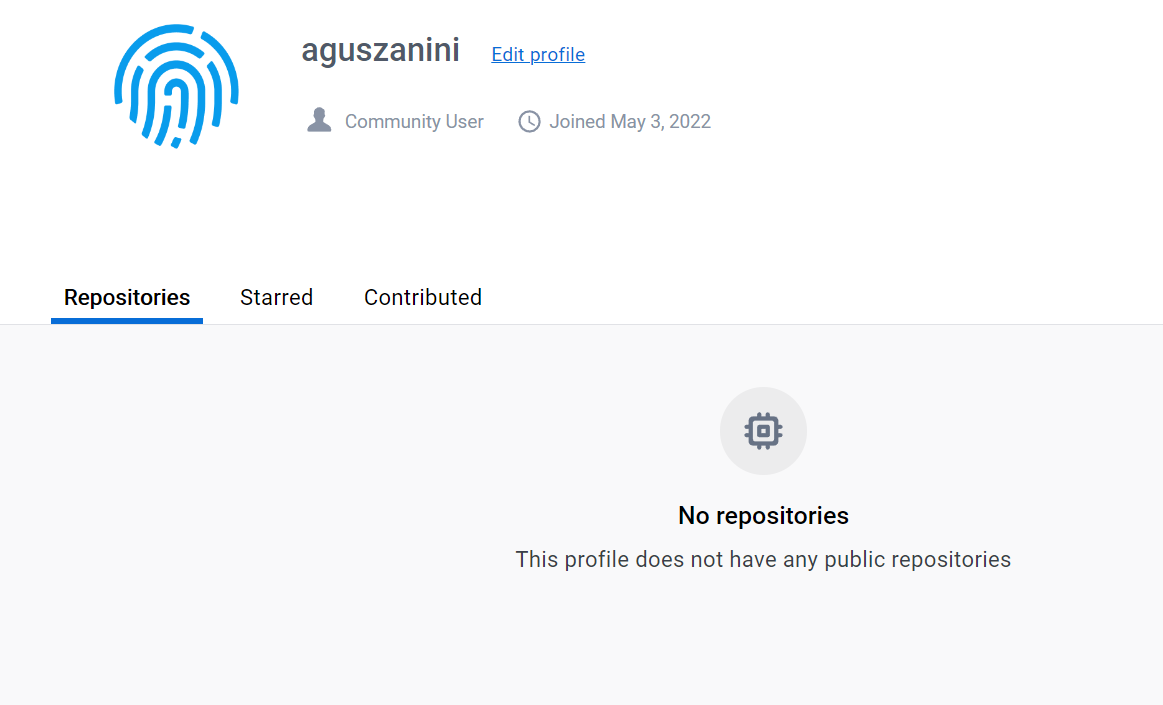 aguszanini Edit profile
Community User Joined May 3, 2022
Repositories Starred Contributed
No repositories
This profile does not have any public repositories